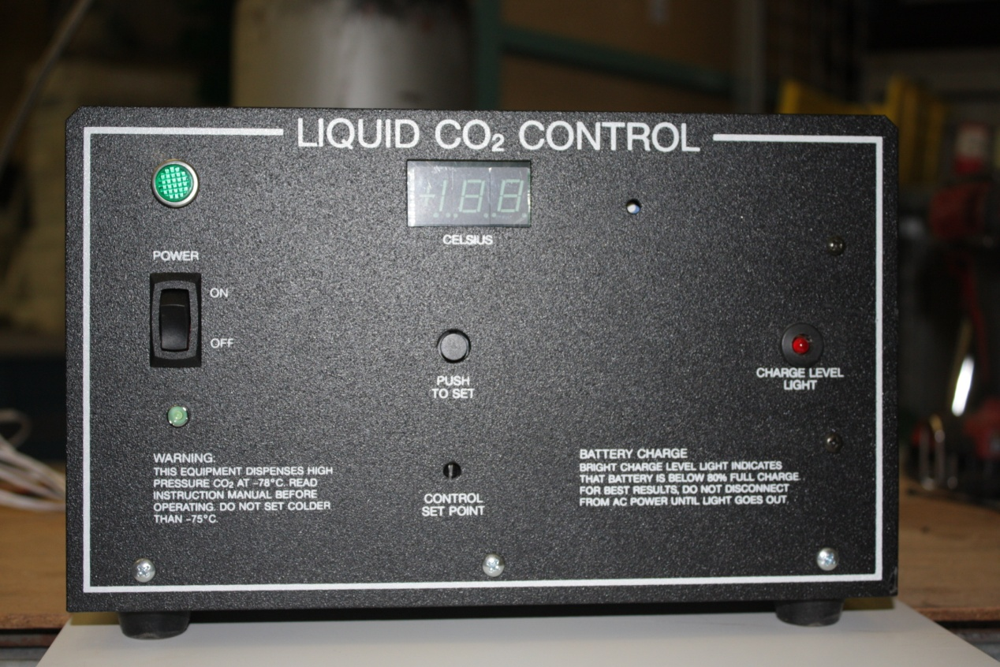 LIQUID CO₂ CONTROL
CELSIUS
POWER
ON
OFF
PUSH
TO SET
CHARGE LEVEL
LIGHT
WARNING:
THIS EQUIPMENT DISPENSES HIGH
PRESSURE CO₂ AT -78°C. READ
INSTRUCTION MANUAL BEFORE
OPERATING. DO NOT SET COLDER
THAN -75°C.
CONTROL
SET POINT
BATTERY CHARGE
BRIGHT CHARGE LEVEL LIGHT INDICATES
THAT BATTERY IS BELOW 80% FULL CHARGE.
FOR BEST RESULTS, DO NOT DISCONNECT
FROM AC POWER UNTIL LIGHT GOES OUT.